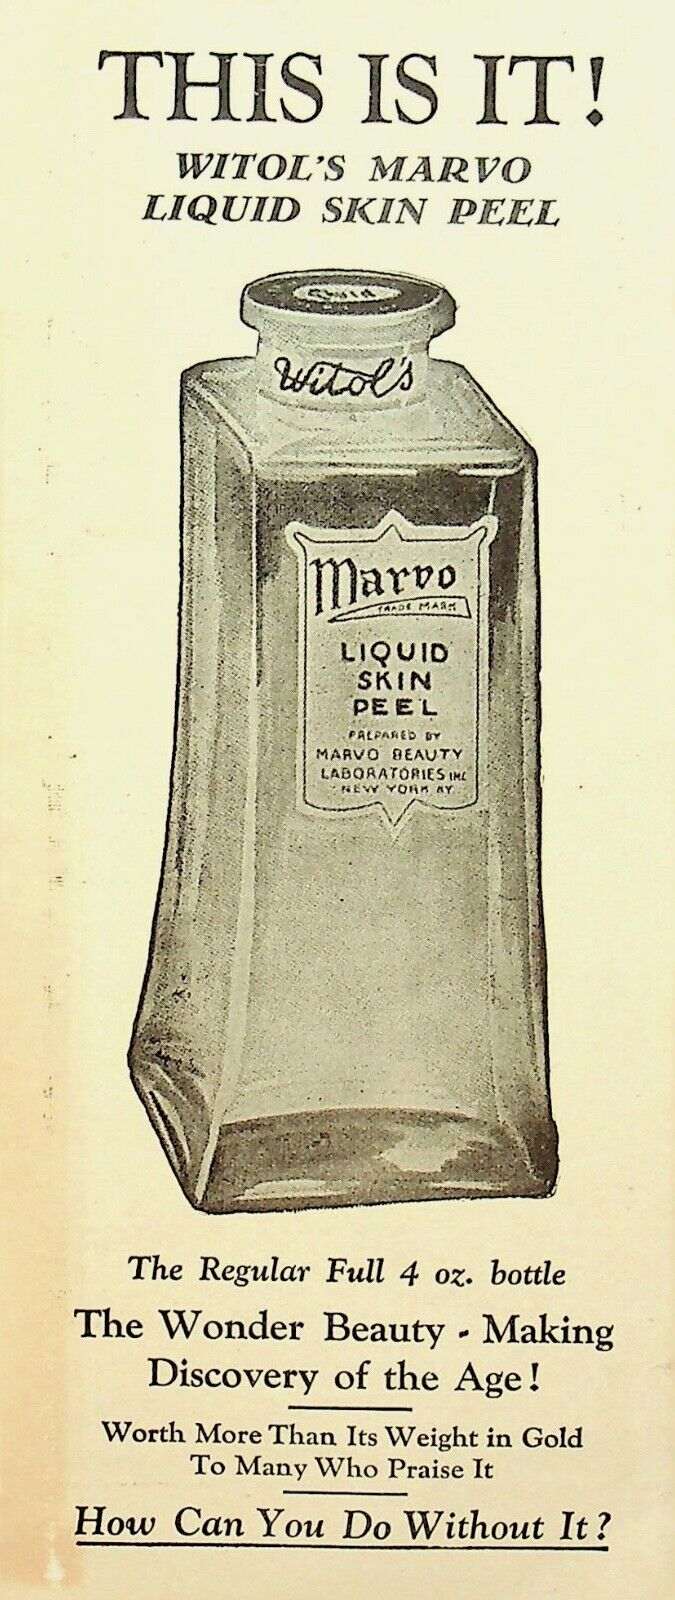 THIS IS IT!
WITOL'S MARVO
LIQUID SKIN PEEL
Witol's
Marvo
TRADE MARK
LIQUID
SKIN
PEEL
PREPARED BY
MARVO BEAUTY
LABORATORIES INC
NEW YORK NY
The Regular Full 4 oz. bottle
The Wonder Beauty - Making
Discovery of the Age!
Worth More Than Its Weight in Gold
To Many Who Praise It
How Can You Do Without It?